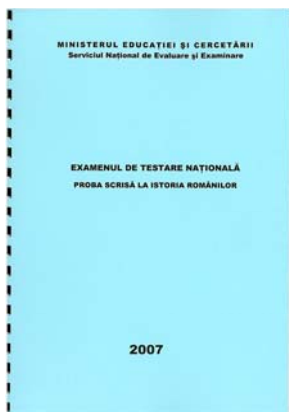 MINISTERUL EDUCAȚIEI ȘI CERCETĂRII
Serviciul Național de Evaluare și Examinare
EXAMENUL DE TESTARE NAȚIONALĂ
PROBA SCRISĂ LA ISTORIA ROMÂNILOR
2007